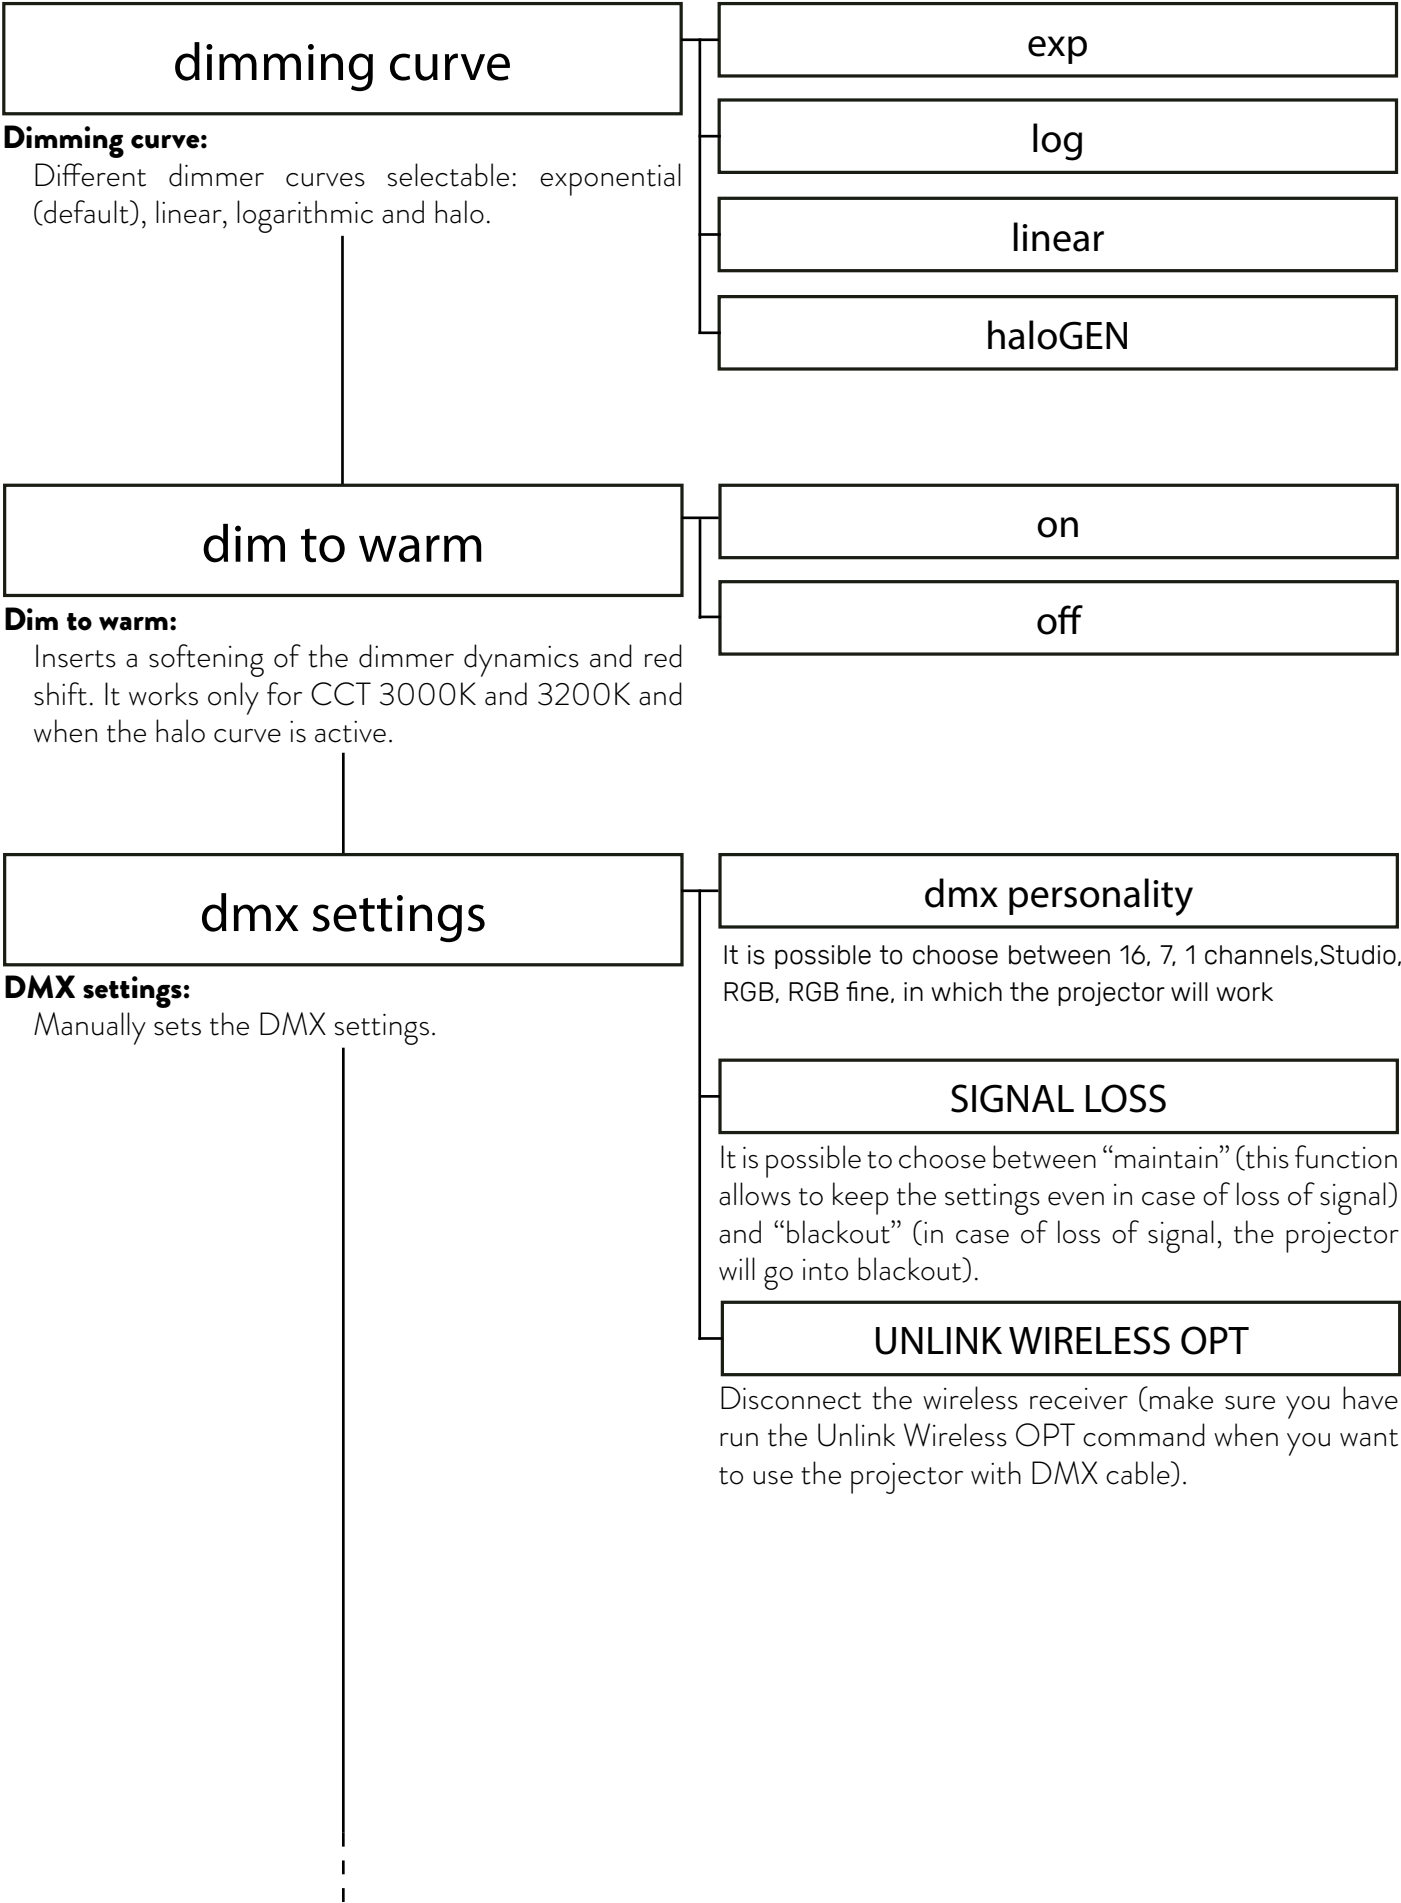 dimming curve
exp
log
linear
haloGEN
Dimming curve:
Different dimmer curves selectable: exponential
(default), linear, logarithmic and halo.
dim to warm
on
off
Dim to warm:
Inserts a softening of the dimmer dynamics and red
shift. It works only for CCT 3000K and 3200K and
when the halo curve is active.
dmx settings
DMX settings:
Manually sets the DMX settings.
dmx personality
It is possible to choose between 16, 7, 1 channels,Studio,
RGB, RGB fine, in which the projector will work
SIGNAL LOSS
It is possible to choose between “maintain” (this function
allows to keep the settings even in case of loss of signal)
and “blackout” (in case of loss of signal, the projector
will go into blackout).
UNLINK WIRELESS OPT
Disconnect the wireless receiver (make sure you have
run the Unlink Wireless OPT command when you want
to use the projector with DMX cable).